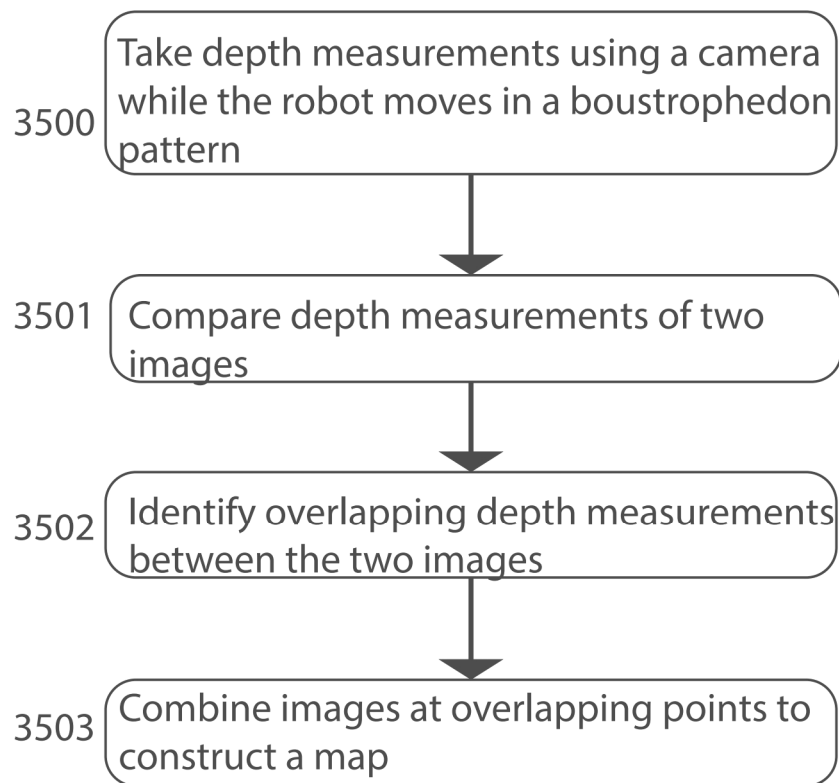 Take depth measurements using a camera
3500 while the robot moves in a boustrophedon
pattern
3501 Compare depth measurements of two
images
3502 Identify overlapping depth measurements
between the two images
3503 Combine images at overlapping points to
construct a map